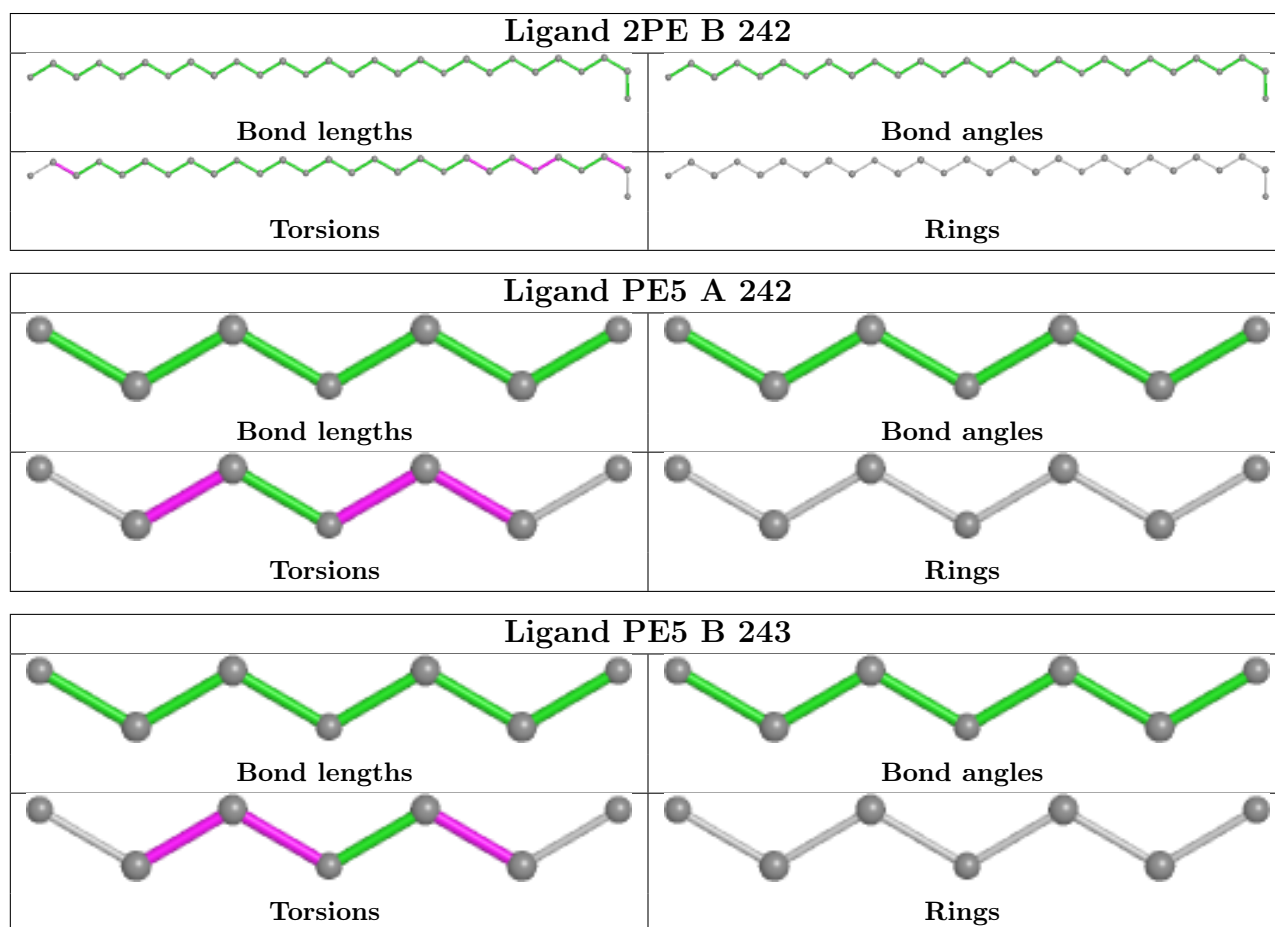 Ligand 2PE B 242
Bond lengths
Bond angles
Torsions
Rings
Ligand PE5 A 242
Bond lengths
Bond angles
Torsions
Rings
Ligand PE5 B 243
Bond lengths
Bond angles
Torsions
Rings